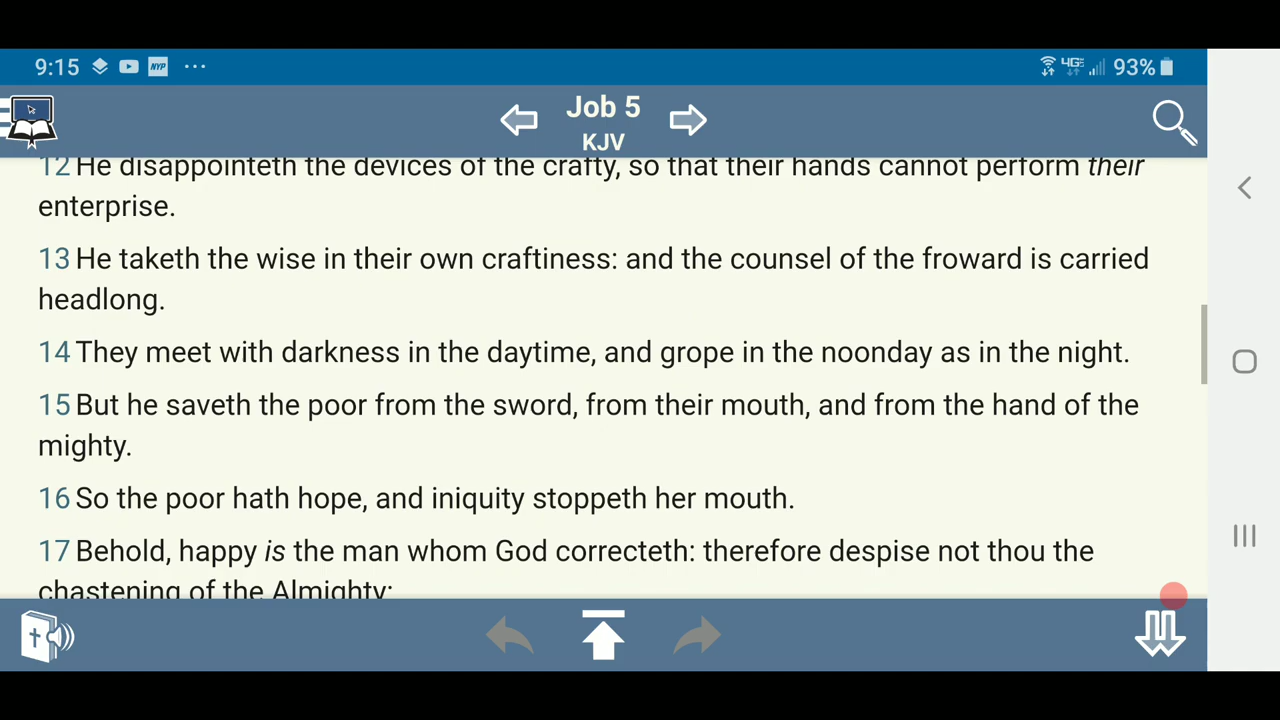 9:15 NYP ... 4GE 93%
Job 5
KJV
12 He disappointeth the devices of the crafty, so that their hands cannot perform their
enterprise.
13 He taketh the wise in their own craftiness: and the counsel of the froward is carried
headlong.
14 They meet with darkness in the daytime, and grope in the noonday as in the night.
15 But he saveth the poor from the sword, from their mouth, and from the hand of the
mighty.
16 So the poor hath hope, and iniquity stoppeth her mouth.
17 Behold, happy is the man whom God correcteth: therefore despise not thou the
chastening of the Almighty: